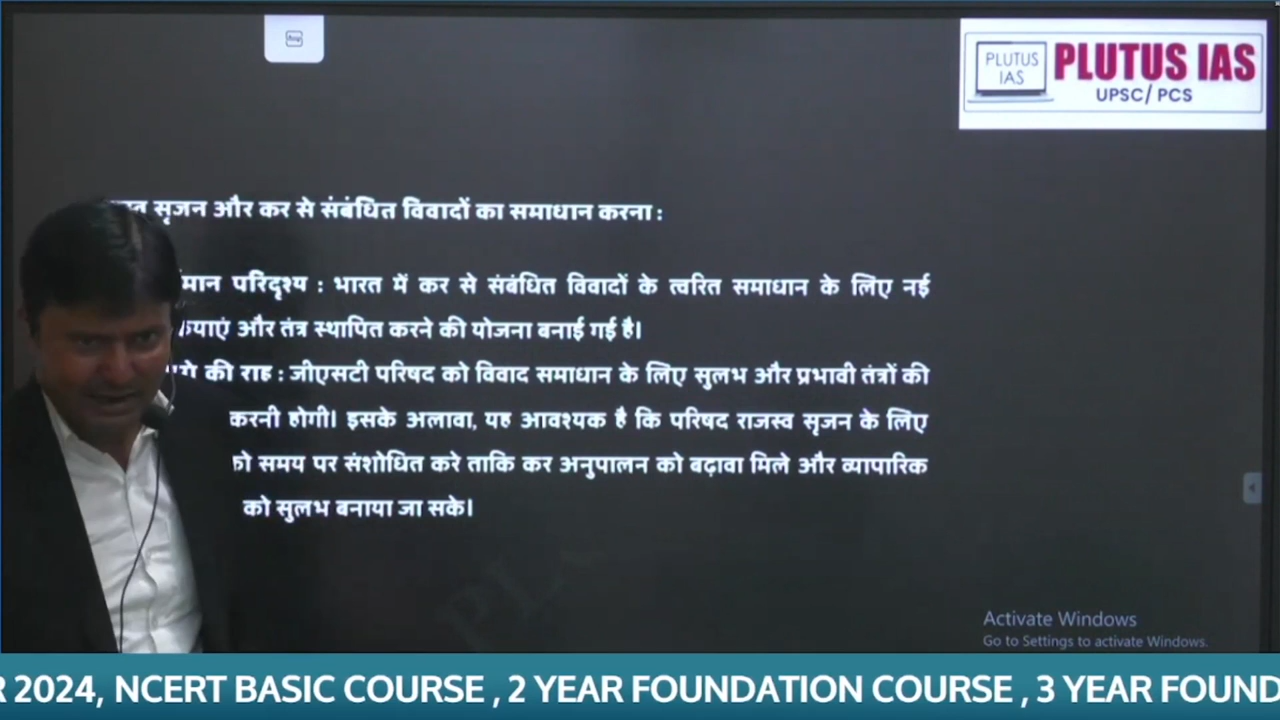 PLUTUS IAS
PLUTUS IAS
UPSC/ PCS
सृजन और कर से संबंधित विवादों का समाधान करना :
परिदृश्य : भारत में कर से संबंधित विवादों के त्वरित समाधान के लिए नई
और तंत्र स्थापित करने की योजना बनाई गई है।
की राह : जीएसटी परिषद को विवाद समाधान के लिए सुलभ और प्रभावी तंत्रों की
करनी होगी। इसके अलावा, यह आवश्यक है कि परिषद राजस्व सृजन के लिए
समय पर संशोधित करे ताकि कर अनुपालन को बढ़ावा मिले और व्यापारिक
को सुलभ बनाया जा सके।
Activate Windows
Go to Settings to activate Windows.
2024, NCERT BASIC COURSE , 2 YEAR FOUNDATION COURSE , 3 YEAR FOUND